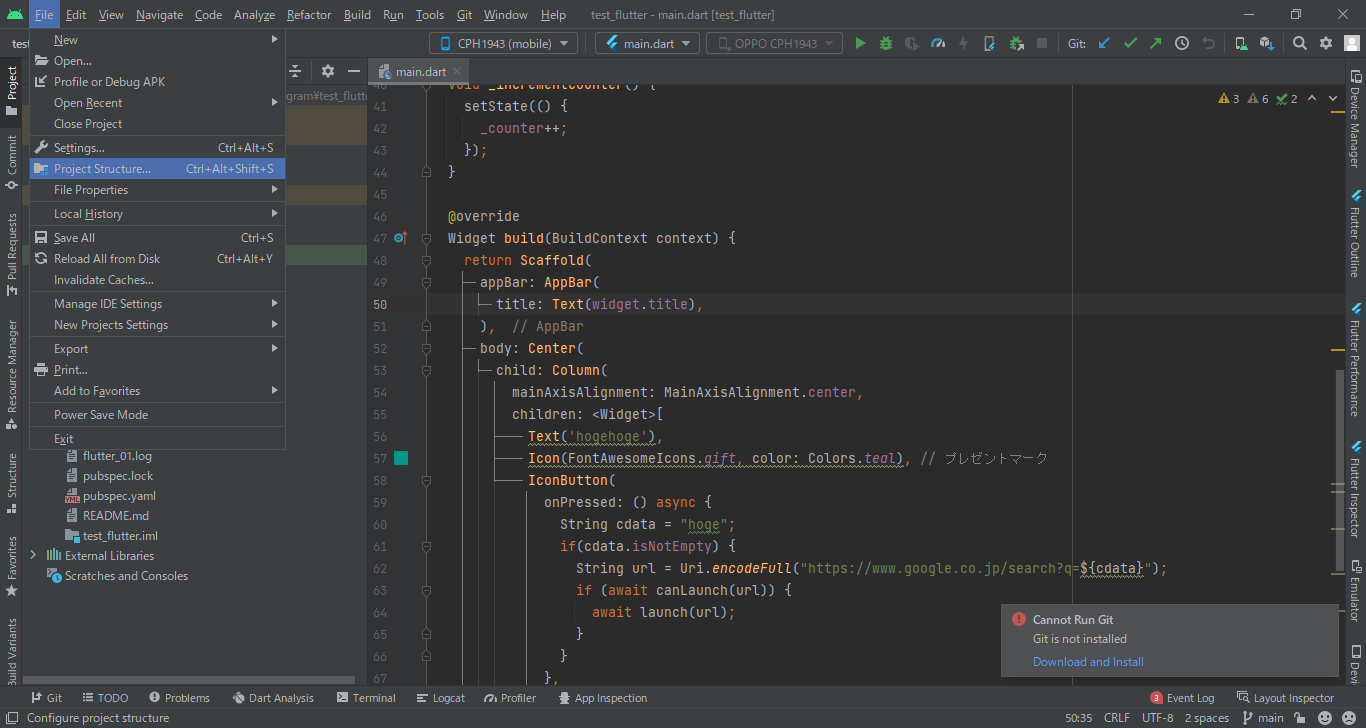 File Edit View Navigate Code Analyze Refactor Build Run Tools Git Window Help test_flutter - main.dart [test_flutter]
CPH1943 (mobile) main.dart OPPO CPH1943 Git:
New
Open...
Profile or Debug APK
Open Recent
Close Project
Settings... Ctrl+Alt+S
Project Structure... Ctrl+Alt+Shift+S
File Properties
Local History
Save All Ctrl+S
Reload All from Disk Ctrl+Alt+Y
Invalidate Caches...
Manage IDE Settings
New Projects Settings
Export
Print...
Add to Favorites
Power Save Mode
Exit
flutter_01.log
pubspec.lock
pubspec.yaml
README.md
test_flutter.iml
External Libraries
Scratches and Consoles
Project
Commit
Pull Requests
Resource Manager
Structure
Favorites
Build Variants
main.dart
3 6 2
40 void _incrementCounter() {
41 setState(() {
42 _counter++;
43 });
44 }
45
46 @override
47 Widget build(BuildContext context) {
48 return Scaffold(
49 appBar: AppBar(
50 title: Text(widget.title),
51 ), // AppBar
52 body: Center(
53 child: Column(
54 mainAxisAlignment: MainAxisAlignment.center,
55 children: <Widget>[
56 Text('hogehoge'),
57 Icon(FontAwesomeIcons.gift, color: Colors.teal), // プレゼントマーク
58 IconButton(
59 onPressed: () async {
60 String cdata = "hoge";
61 if(cdata.isNotEmpty) {
62 String url = Uri.encodeFull("https://www.google.co.jp/search?q=${cdata}");
63 if (await canLaunch(url)) {
64 await launch(url);
65 }
66 }
67 },
Cannot Run Git
Git is not installed
Download and Install
Device Manager
Flutter Outline
Flutter Performance
Flutter Inspector
Emulator
Git TODO Problems Dart Analysis Terminal Logcat Profiler App Inspection 3 Event Log Layout Inspector
Configure project structure 50:35 CRLF UTF-8 2 spaces main